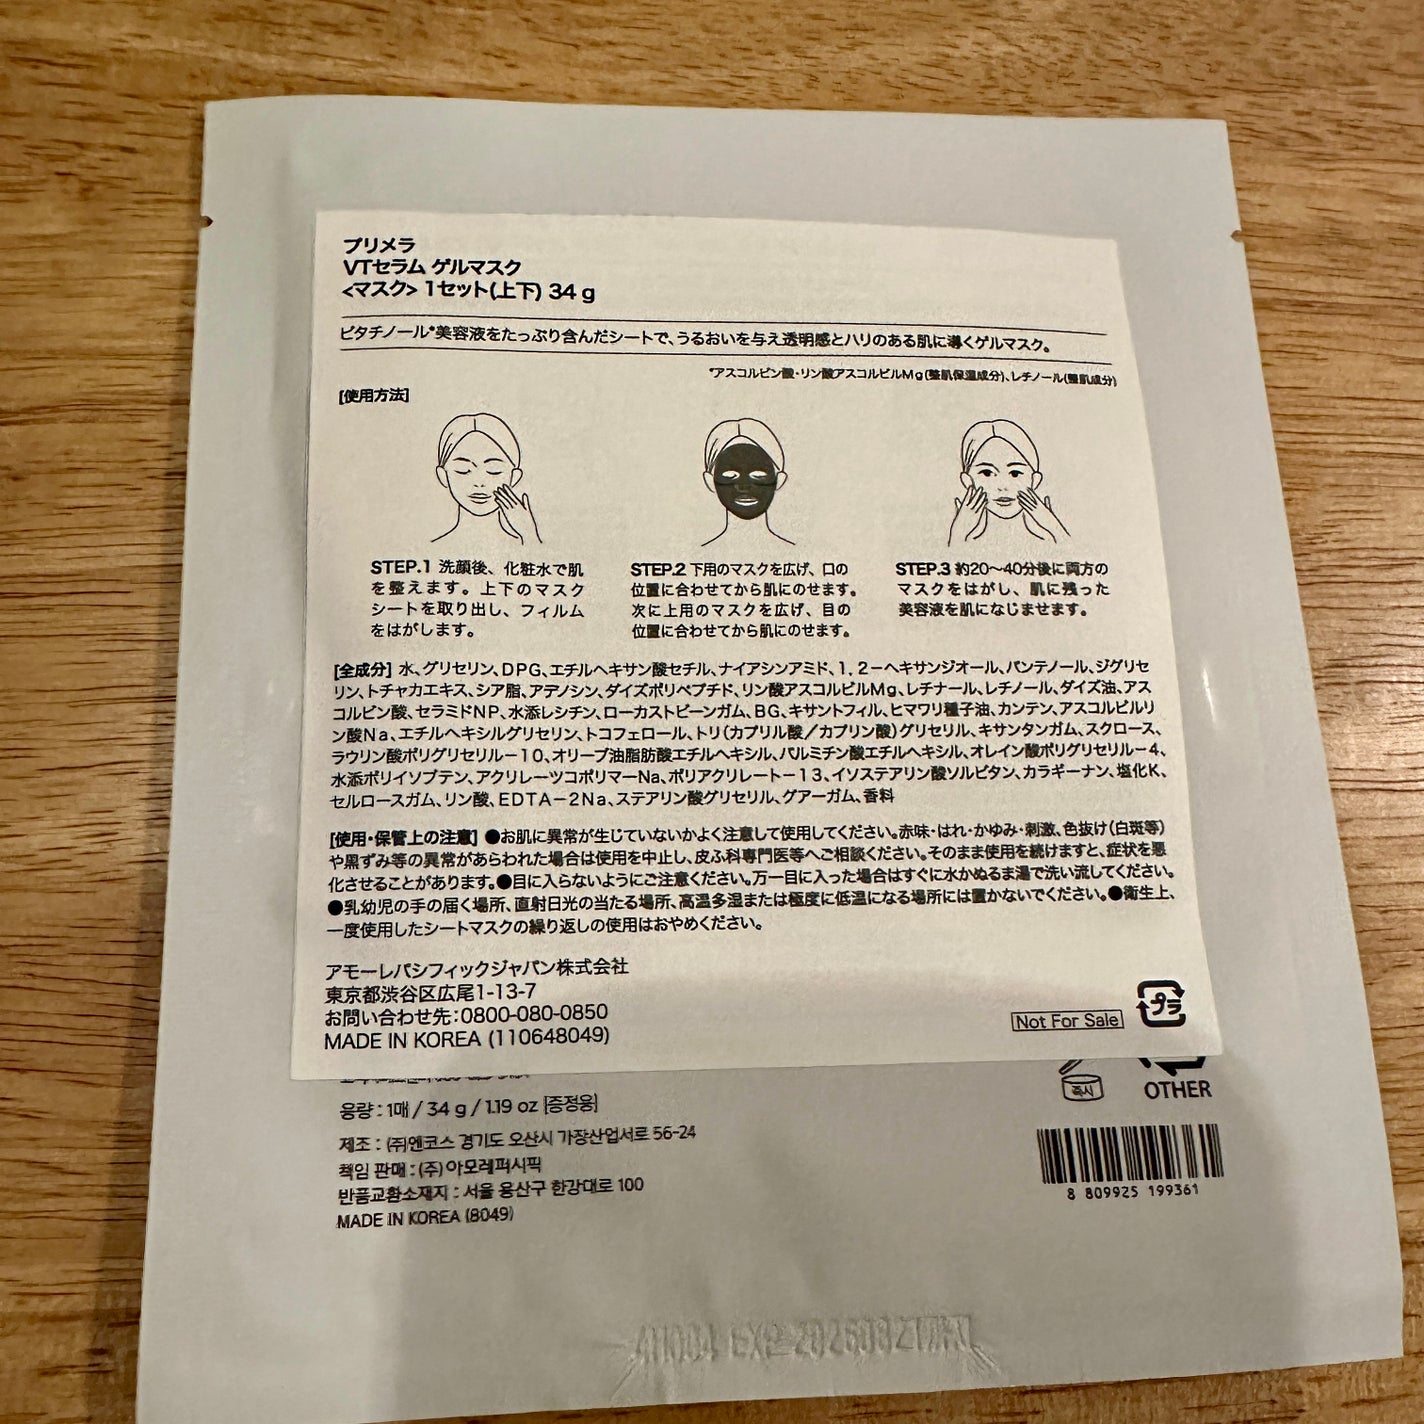 プリメラ
VTセラム ゲルマスク
<マスク> 1セット(上下) 34 g
ビタチノール*美容液をたっぷり含んだシートで、うるおいを与え透明感とハリのある肌に導くゲルマスク。
*アスコルビン酸・リン酸アスコルビルMg(整肌保湿成分)、レチノール(整肌成分)
[使用方法]
STEP.1 洗顔後、化粧水で肌
を整えます。上下のマスク
シートを取り出し、フィルム
をはがします。
STEP.2 下用のマスクを広げ、口の
位置に合わせてから肌にのせます。
次に上用のマスクを広げ、目の
位置に合わせてから肌にのせます。
STEP.3 約20〜40分後に両方の
マスクをはがし、肌に残った
美容液を肌になじませます。
[全成分] 水、グリセリン、DPG、エチルヘキサン酸セチル、ナイアシンアミド、1,2-ヘキサンジオール、パンテノール、ジグリセ
リン、トチャカエキス、シア脂、アデノシン、ダイズポリペプチド、リン酸アスコルビルMg、レチナール、レチノール、ダイズ油、アス
コルビン酸、セラミドNP、水添レシチン、ローカストビーンガム、BG、キサントフィル、ヒマワリ種子油、カンテン、アスコルビルリ
ン酸Na、エチルヘキシルグリセリン、トコフェロール、トリ(カプリル酸/カプリン酸)グリセリル、キサンタンガム、スクロース、
ラウリン酸ポリグリセリル-10、オリーブ油脂肪酸エチルヘキシル、パルミチン酸エチルヘキシル、オレイン酸ポリグリセリル-4、
水添ポリイソブテン、アクリレーツコポリマーNa、ポリアクリレート-13、イソステアリン酸ソルビタン、カラギーナン、塩化K、
セルロースガム、リン酸、EDTA-2Na、ステアリン酸グリセリル、グアーガム、香料
[使用・保管上の注意] ●お肌に異常が生じていないかよく注意して使用してください。赤味・はれ・かゆみ・刺激、色抜け(白斑等)
や黒ずみ等の異常があらわれた場合は使用を中止し、皮ふ科専門医等へご相談ください。そのまま使用を続けますと、症状を悪
化させることがあります。●目に入らないようにご注意ください。万一目に入った場合はすぐに水かぬるま湯で洗い流してください。
●乳幼児の手の届く場所、直射日光の当たる場所、高温多湿または極度に低温になる場所には置かないでください。●衛生上、
一度使用したシートマスクの繰り返しの使用はおやめください。
アモーレパシフィックジャパン株式会社
東京都渋谷区広尾1-13-7
お問い合わせ先：0800-080-0850
MADE IN KOREA (110648049)
Not For Sale
プラ
즉시
OTHER
용량 : 1매 / 34 g / 1.19 oz [증정용]
제조 : (주)엔코스 경기도 오산시 가장산업서로 56-24
책임 판매 : (주)아모레퍼시픽
반품교환소재지 : 서울 용산구 한강대로 100
MADE IN KOREA (8049)
8 809925 199361